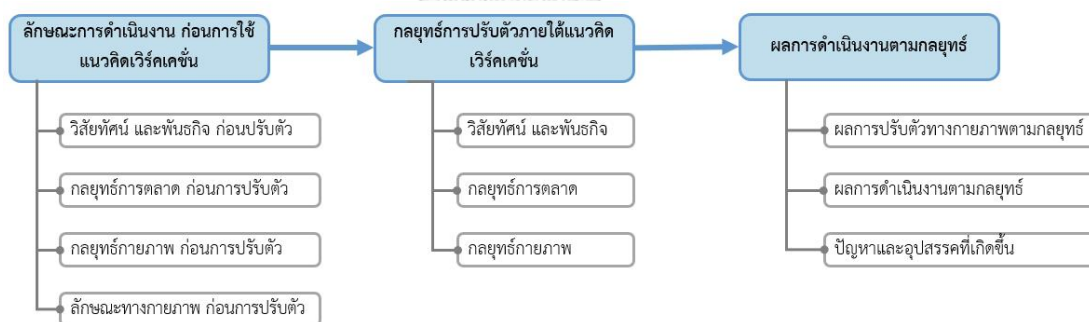 ลักษณะการดำเนินงาน ก่อนการใช้
แนวคิดเวิร์คเคชั่น
วิสัยทัศน์ และพันธกิจ ก่อนปรับตัว
กลยุทธ์การตลาด ก่อนการปรับตัว
กลยุทธ์กายภาพ ก่อนการปรับตัว
ลักษณะทางกายภาพ ก่อนการปรับตัว
กลยุทธ์การปรับตัวภายใต้แนวคิด
เวิร์คเคชั่น
วิสัยทัศน์ และพันธกิจ
กลยุทธ์การตลาด
กลยุทธ์กายภาพ
ผลการดำเนินงานตามกลยุทธ์
ผลการปรับตัวทางกายภาพตามกลยุทธ์
ผลการดำเนินงานตามกลยุทธ์
ปัญหาและอุปสรรคที่เกิดขึ้น